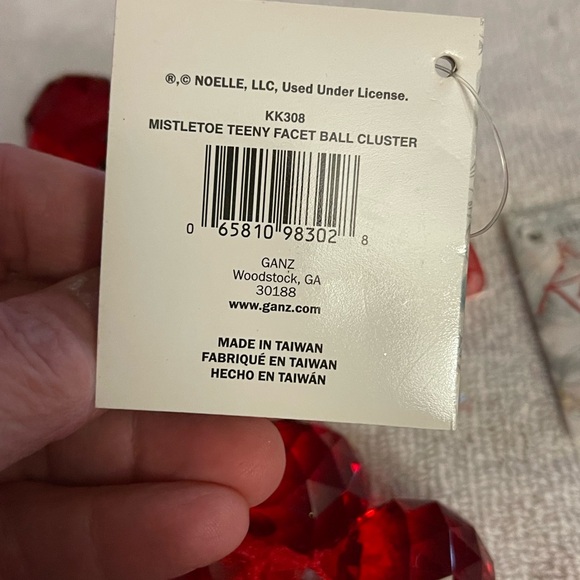 ®,© NOELLE, LLC, Used Under License.
KK308
MISTLETOE TEENY FACET BALL CLUSTER
0 65810 98302 8
GANZ
Woodstock, GA
30188
www.ganz.com
MADE IN TAIWAN
FABRIQUÉ EN TAIWAN
HECHO EN TAIWÁN